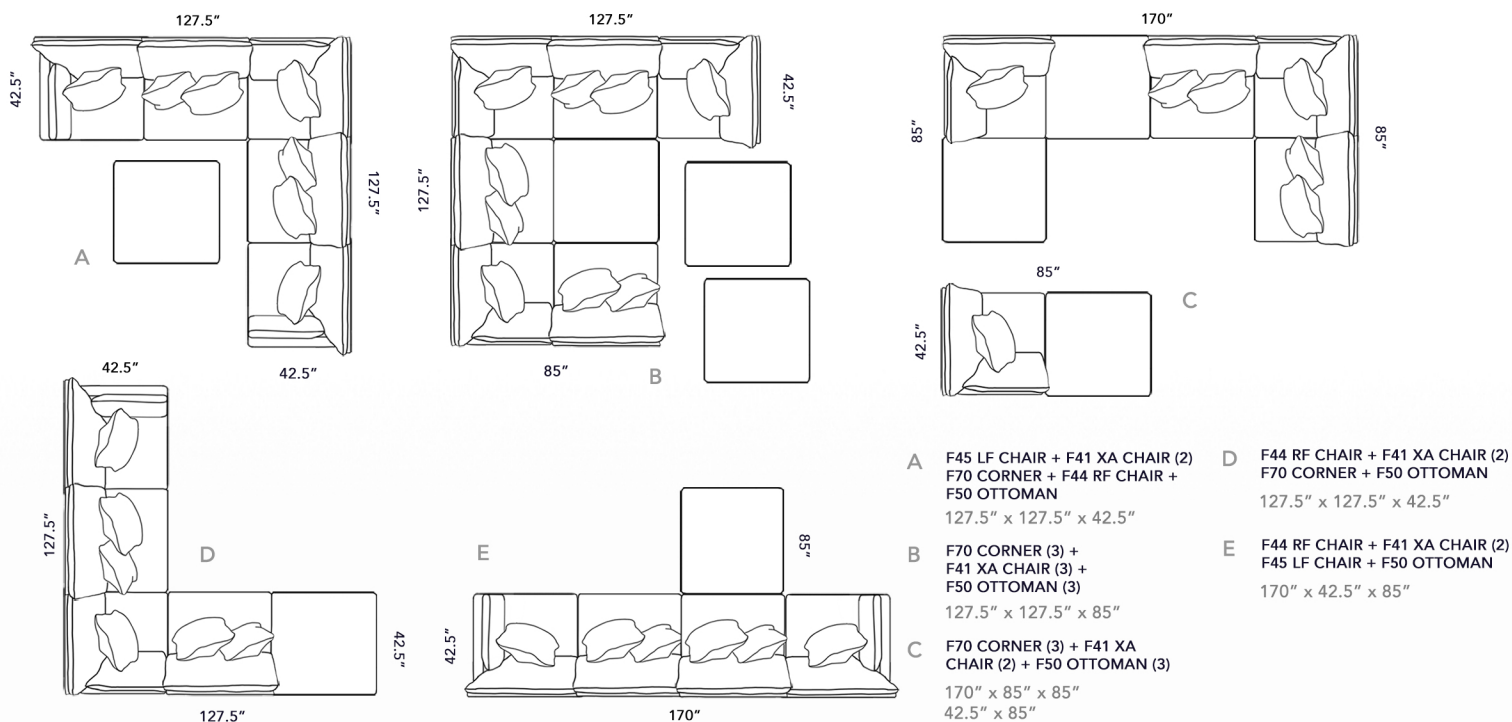 127.5"
42.5"
127.5"
A
42.5"
127.5"
42.5"
127.5"
85"
B
170"
85"
85"
85"
42.5"
C
42.5"
127.5"
D
42.5"
127.5"
E
85"
42.5"
170"
A
F45 LF CHAIR + F41 XA CHAIR (2)
F70 CORNER + F44 RF CHAIR +
F50 OTTOMAN
127.5" x 127.5" x 42.5"
B
F70 CORNER (3) +
F41 XA CHAIR (3) +
F50 OTTOMAN (3)
127.5" x 127.5" x 85"
C
F70 CORNER (3) + F41 XA
CHAIR (2) + F50 OTTOMAN (3)
170" x 85" x 85"
42.5" x 85"
D
F44 RF CHAIR + F41 XA CHAIR (2)
F70 CORNER + F50 OTTOMAN
127.5" x 127.5" x 42.5"
E
F44 RF CHAIR + F41 XA CHAIR (2)
F45 LF CHAIR + F50 OTTOMAN
170" x 42.5" x 85"